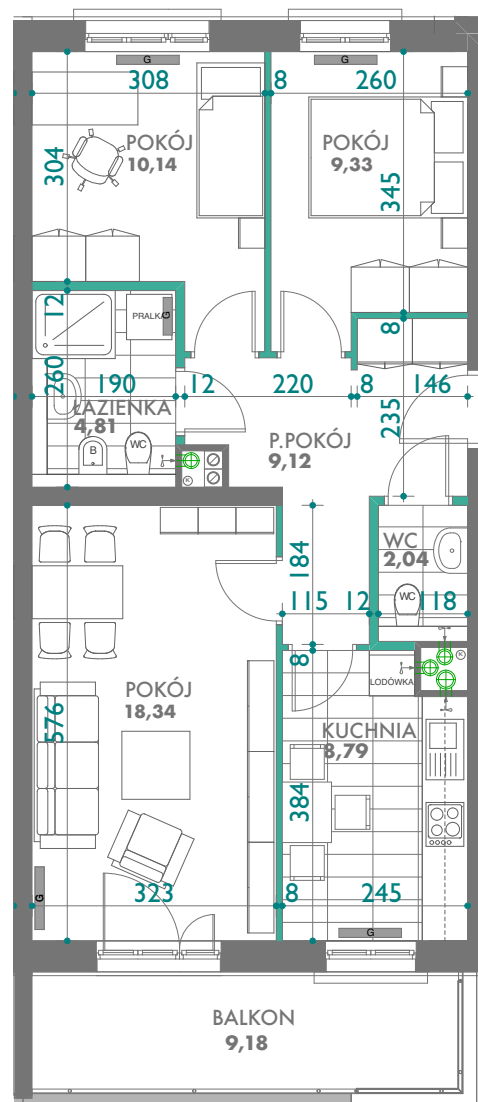 G
G
308
8
260
POKÓJ
10,14
POKÓJ
9,33
304
345
12
PRALKA
G
8
260
190
12
220
8
146
ŁAZIENKA
4,81
235
P.POKÓJ
9,12
B
WC
K
WC
2,04
184
115
12
118
WC
8
K
LODÓWKA
POKÓJ
18,34
576
KUCHNIA
8,79
384
G
323
8
245
G
BALKON
9,18